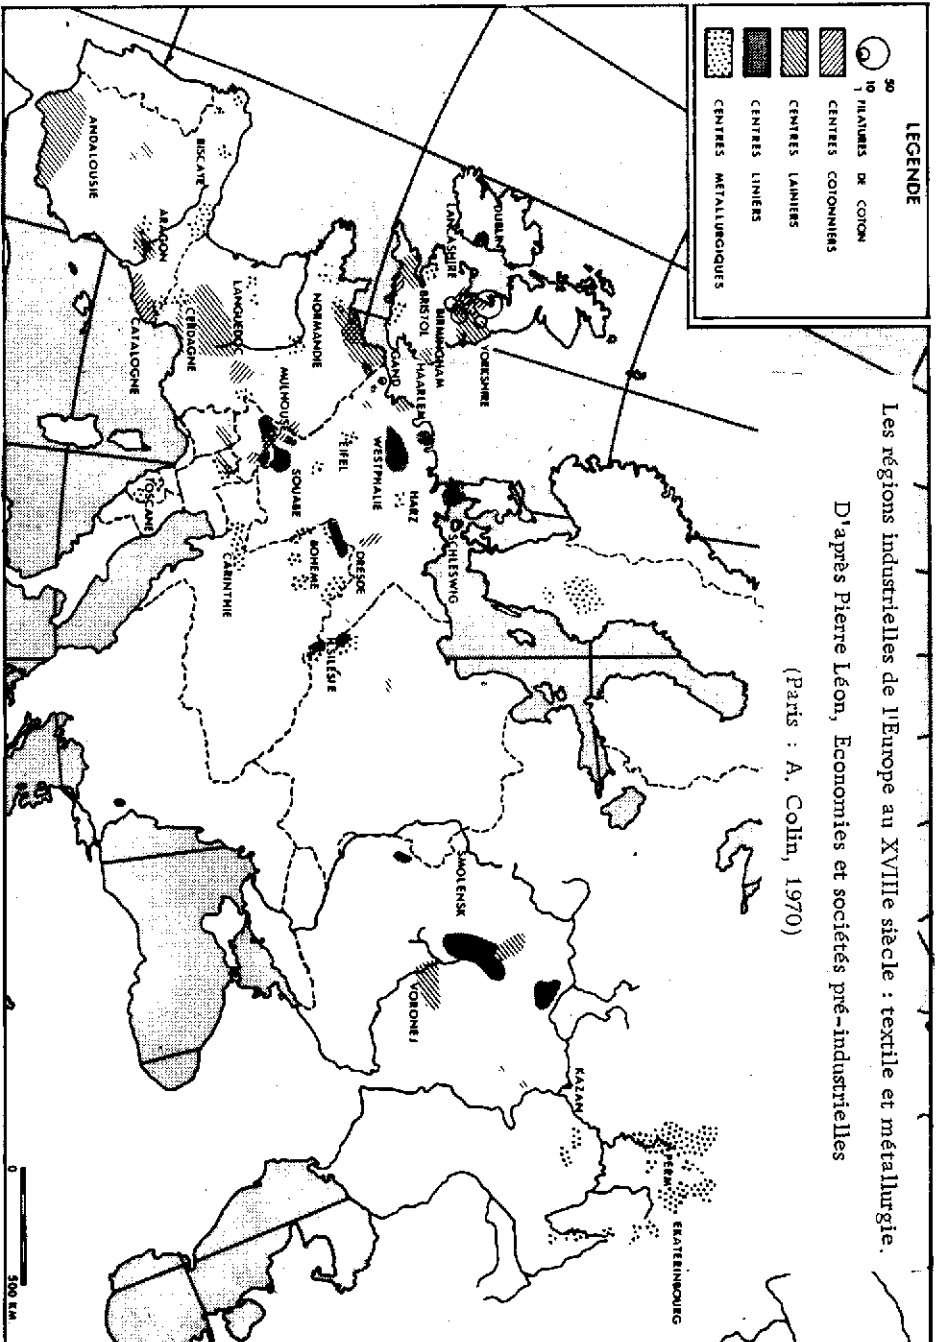 Les régions industrielles de l'Europe au XVIIIe siècle : textile et métallurgie.
D'après Pierre Léon, Economies et sociétés pré-industrielles
(Paris : A. Colin, 1970)
LEGENDE
50
10
1
FILATURES DE COTON
CENTRES COTONNIERS
CENTRES LAINIERS
CENTRES LINIERS
CENTRES METALLURGIQUES
DUBLIN
LANCASHIRE
YORKSHIRE
BIRMINGHAM
BRISTOL
HAARLEM
GAND
NORMANDIE
LANGUEDOC
CERDAGNE
CATALOGNE
ARAGON
BISCAYE
ANDALOUSIE
MULHOUSE
SOUABE
EIFEL
WESTPHALIE
HARZ
SCHLESWIG
DRESDE
BOHEME
H.SILÉSIE
CARINTHIE
TOSCANE
SMOLENSK
VORONEJ
KAZAN
PERM
EKATERINBOURG
0
500 KM